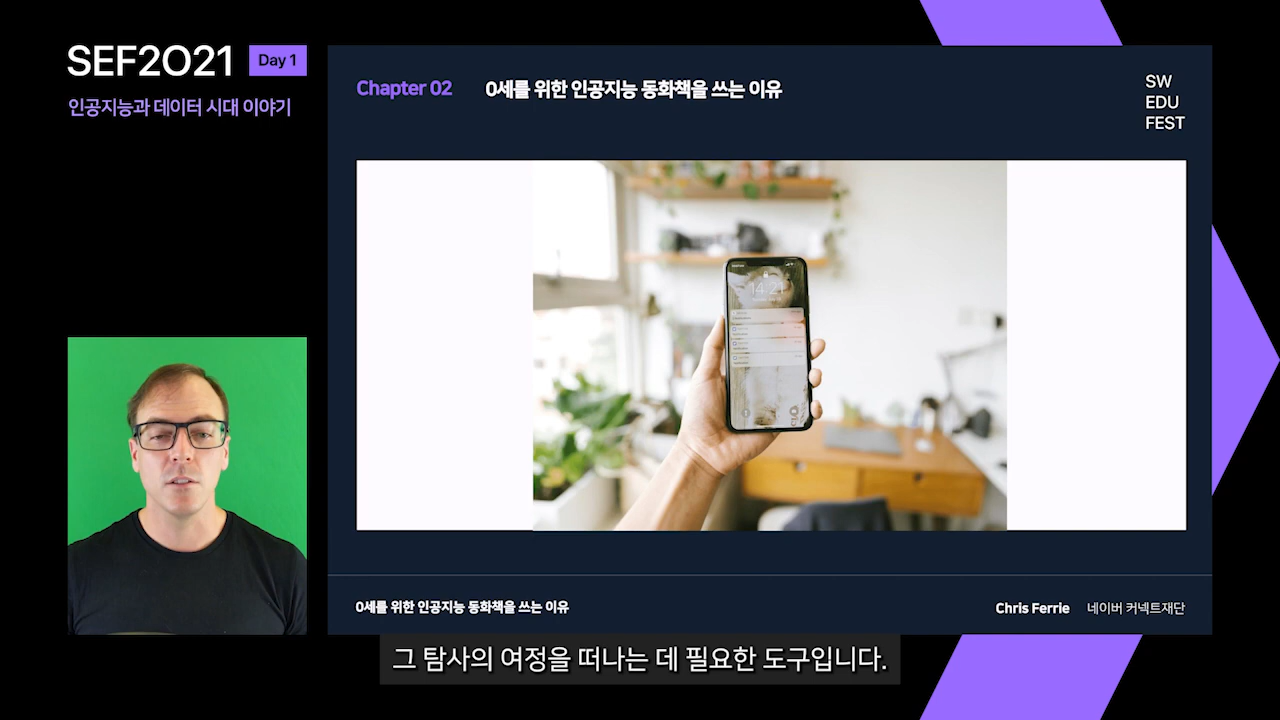 SEF2021 Day 1
인공지능과 데이터 시대 이야기
Chapter 02 0세를 위한 인공지능 동화책을 쓰는 이유
SW
EDU
FEST
14:21
0세를 위한 인공지능 동화책을 쓰는 이유
Chris Ferrie 네이버 커넥트재단
그 탐사의 여정을 떠나는 데 필요한 도구입니다.